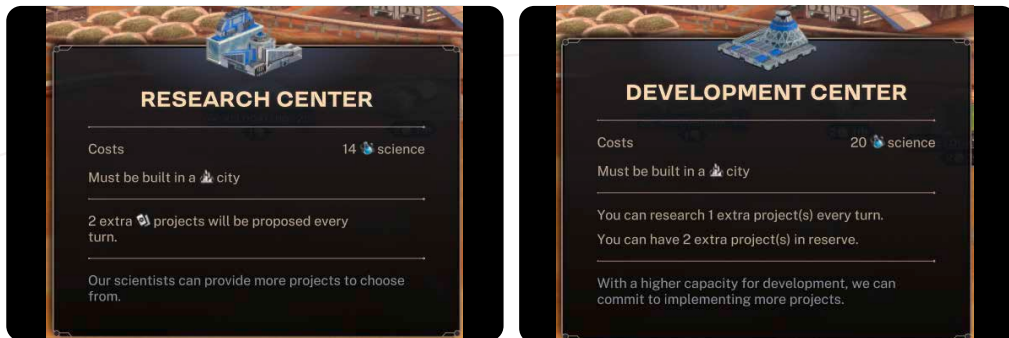 RESEARCH CENTER
Costs 14 science
Must be built in a city
2 extra projects will be proposed every
turn.
Our scientists can provide more projects to choose
from.
DEVELOPMENT CENTER
Costs 20 science
Must be built in a city
You can research 1 extra project(s) every turn.
You can have 2 extra project(s) in reserve.
With a higher capacity for development, we can
commit to implementing more projects.